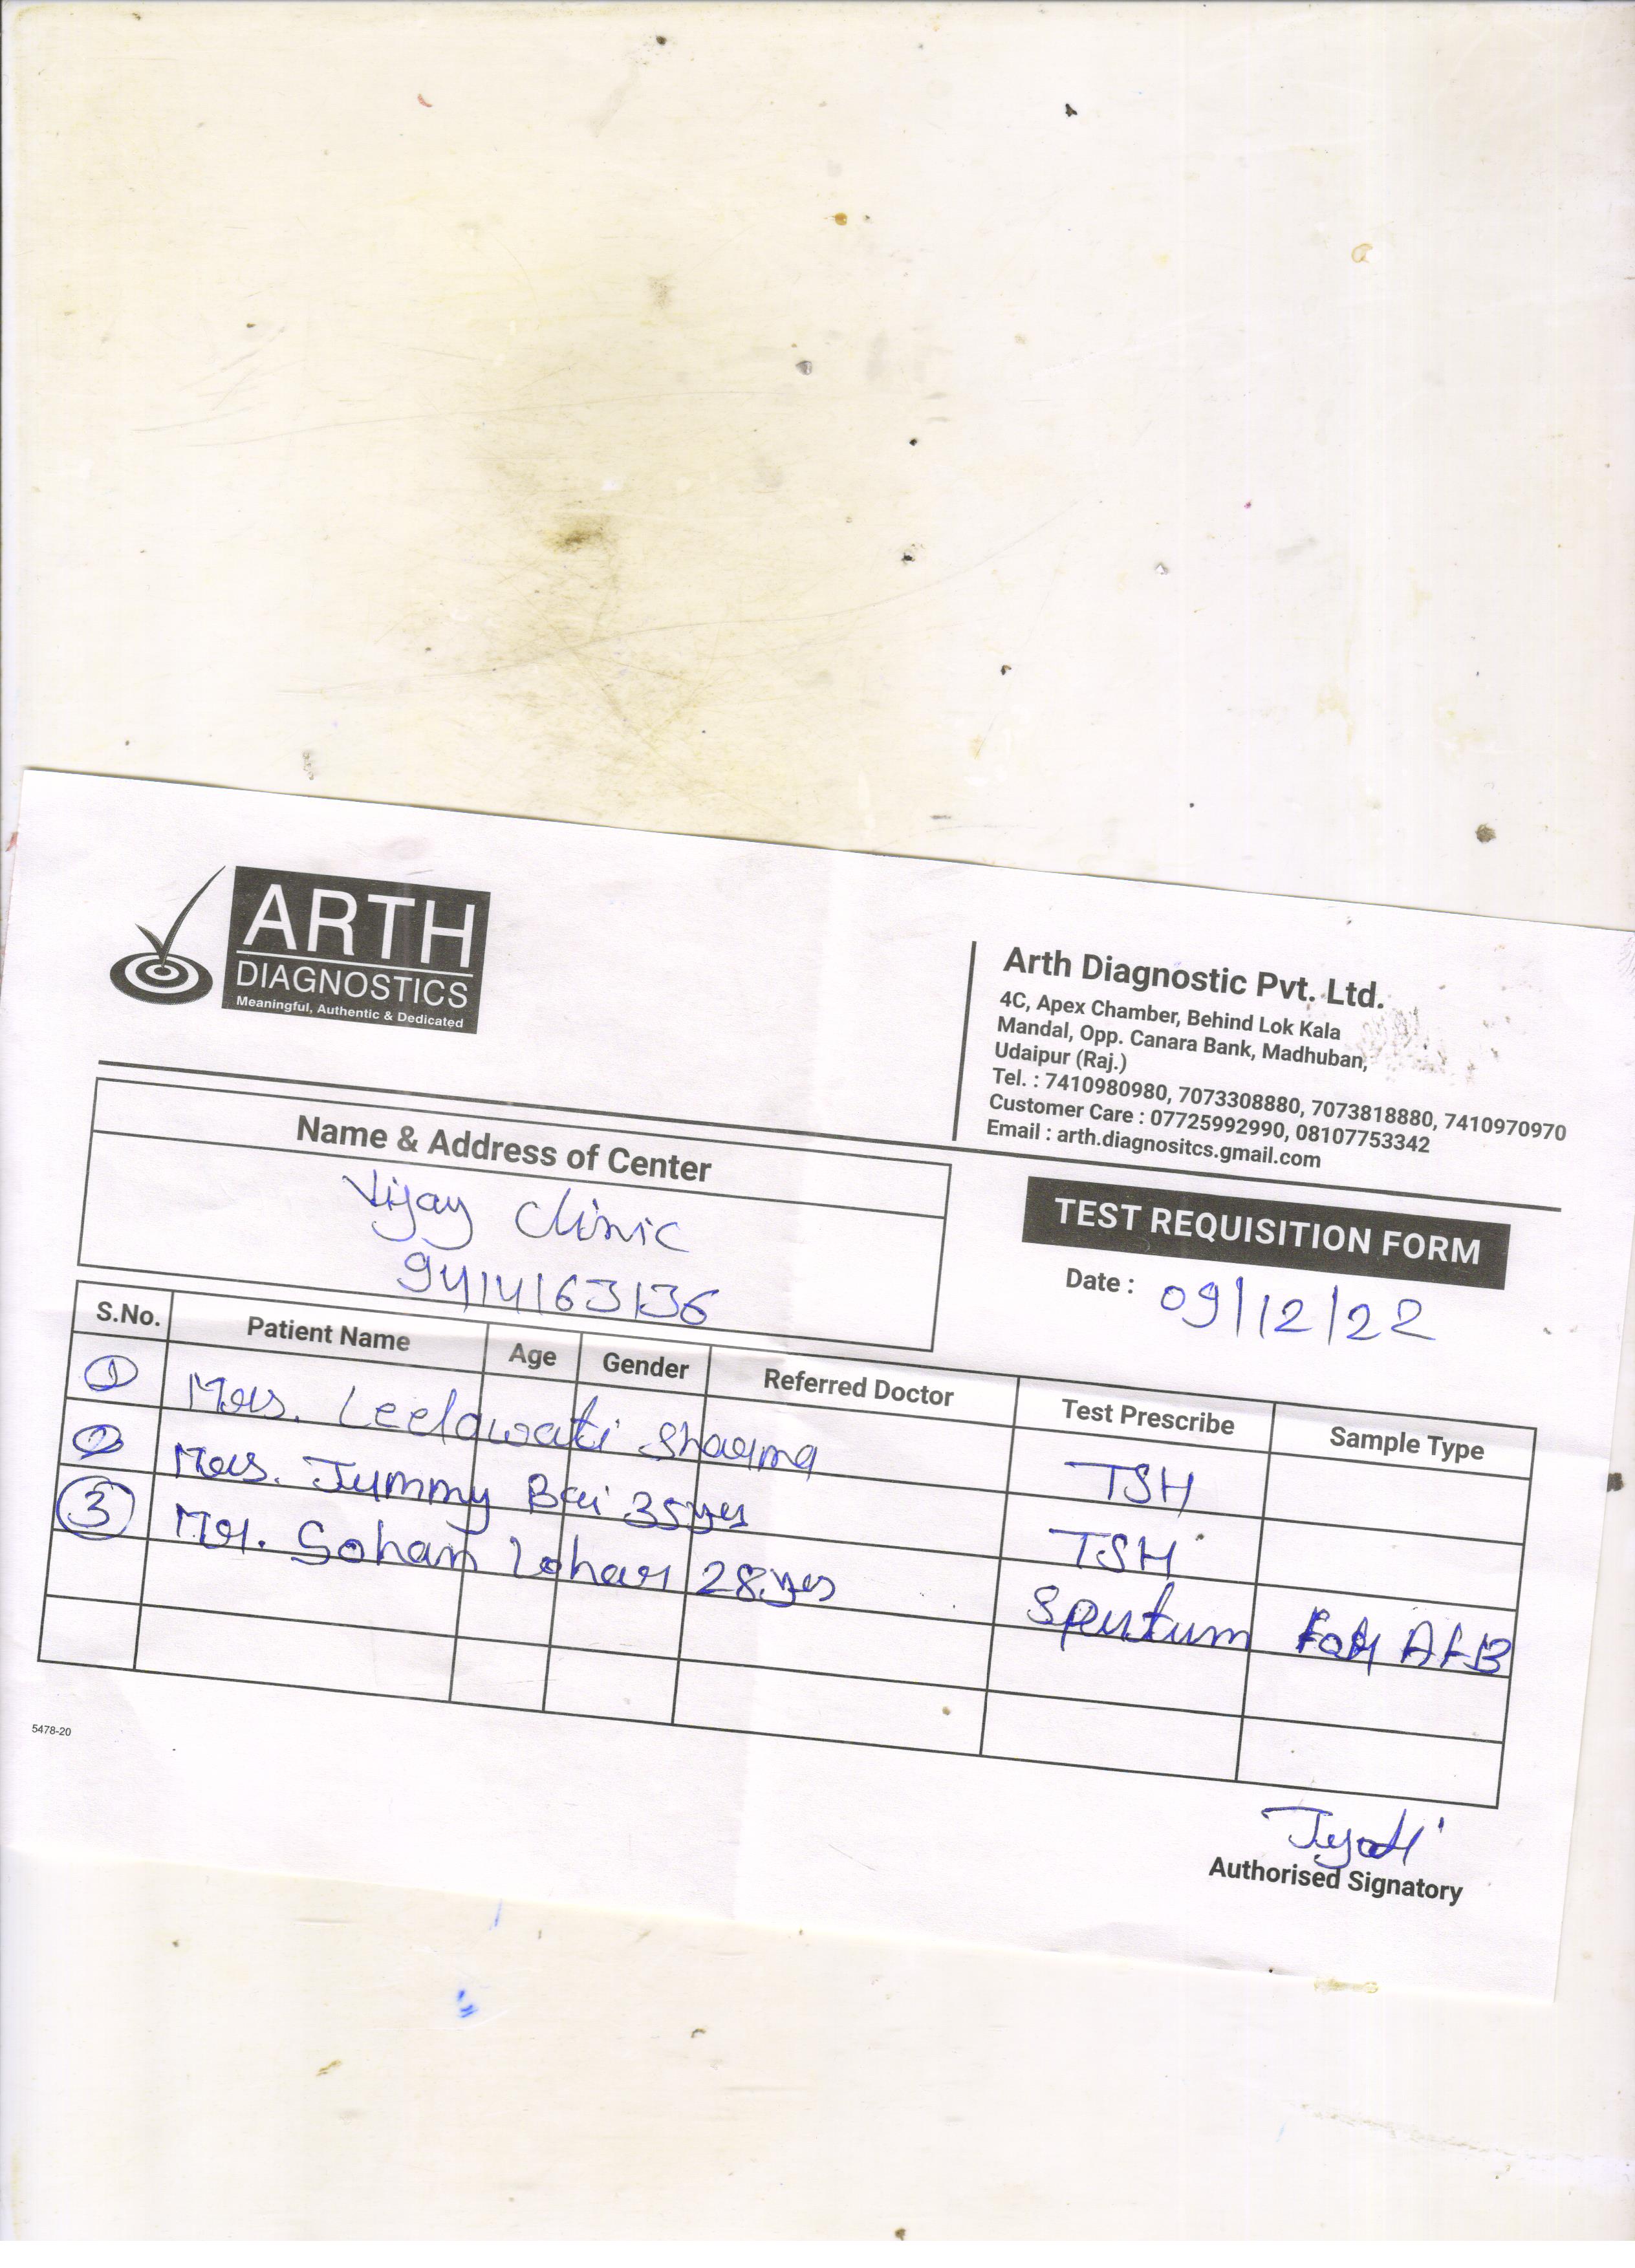 ARTH
DIAGNOSTICS
Meaningful, Authentic & Dedicated
Arth Diagnostic Pvt. Ltd.
4C, Apex Chamber, Behind Lok Kala
Mandal, Opp. Canara Bank, Madhuban,
Udaipur (Raj.)
Tel. : 7410980980, 7073308880, 7073818880, 7410970970
Customer Care : 07725992990, 08107753342
Email : arth.diagnositcs.gmail.com
Name & Address of Center
Vijay Clinic
9414163136
TEST REQUISITION FORM
Date : 09/12/22
S.No. Patient Name Age Gender Referred Doctor Test Prescribe Sample Type
1 Mrs. Leelawati Sharma TSH
2 Mrs. Jummy Bai 35yrs TSH
3 Mr. Sohan Lohar 28yrs Sputum For AFB
5478-20
Jyoti
Authorised Signatory